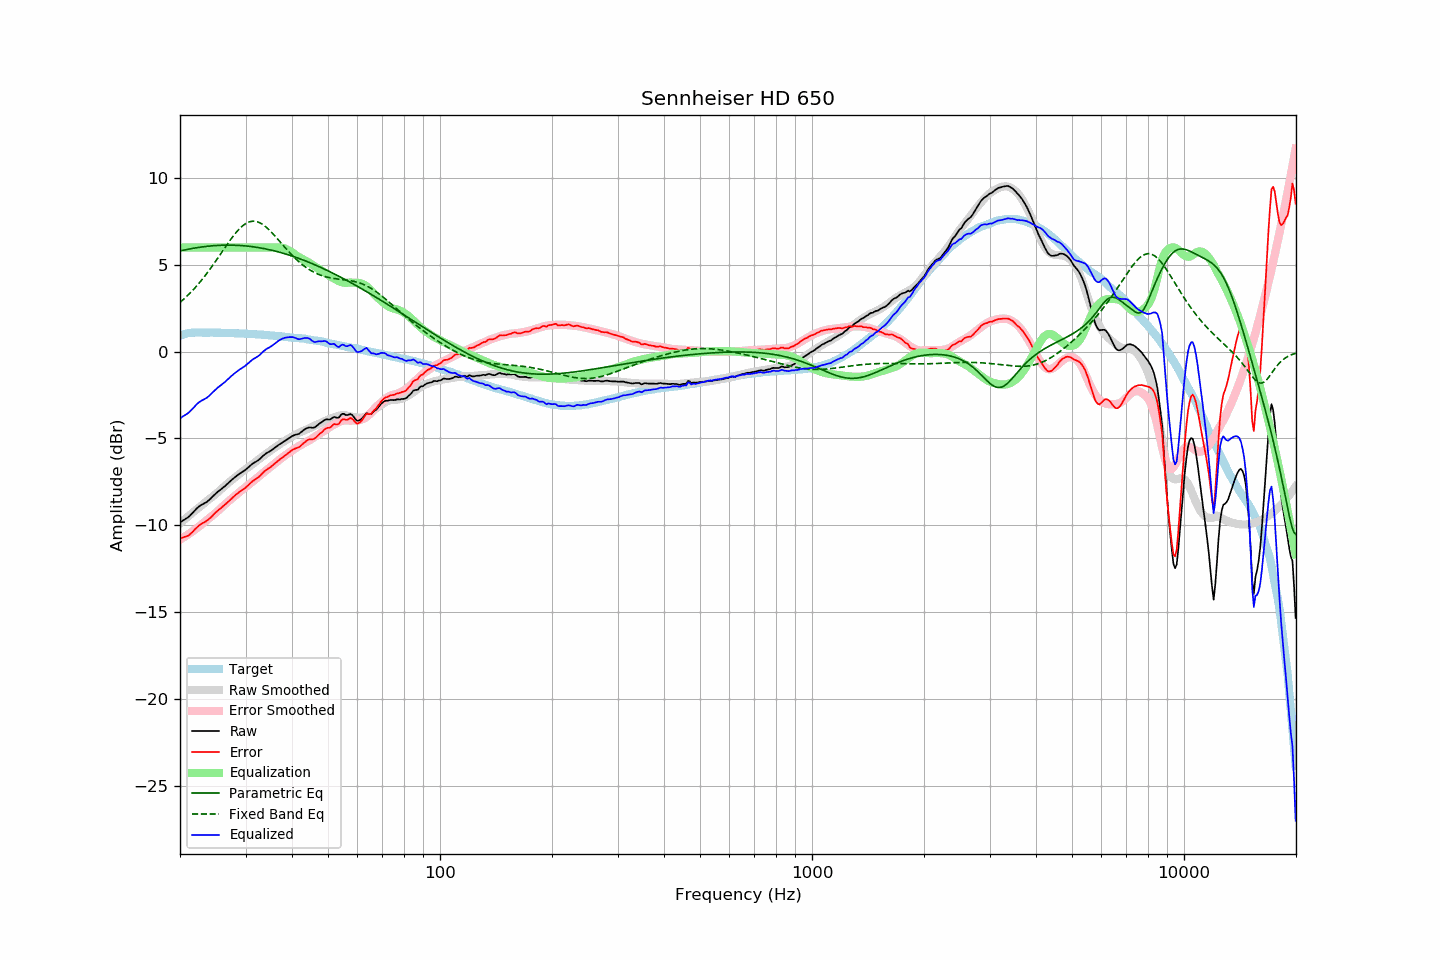 Sennheiser HD 650
10
5
0
−5
−10
−15
−20
−25
Amplitude (dBr)
Target
Raw Smoothed
Error Smoothed
Raw
Error
Equalization
Parametric Eq
Fixed Band Eq
Equalized
100
1000
10000
Frequency (Hz)